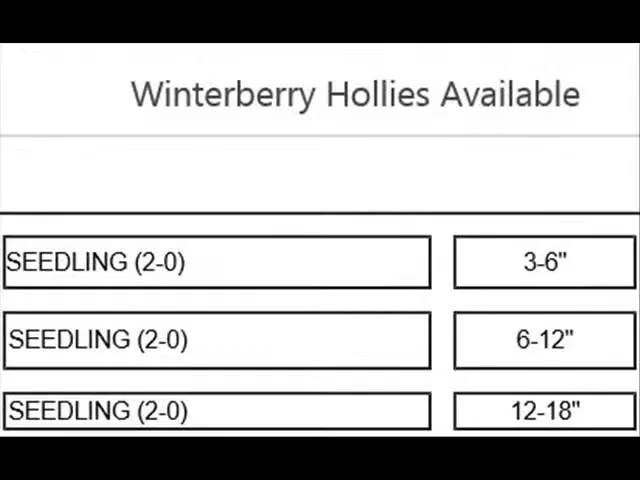 Winterberry Hollies Available
SEEDLING (2-0) 3-6"
SEEDLING (2-0) 6-12"
SEEDLING (2-0) 12-18"